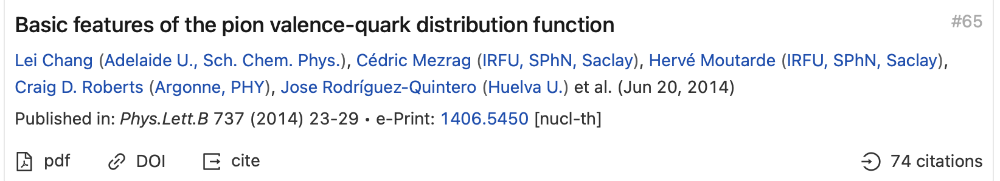 Basic features of the pion valence-quark distribution function
#65
Lei Chang (Adelaide U., Sch. Chem. Phys.), Cédric Mezrag (IRFU, SPhN, Saclay), Hervé Moutarde (IRFU, SPhN, Saclay),
Craig D. Roberts (Argonne, PHY), Jose Rodríguez-Quintero (Huelva U.) et al. (Jun 20, 2014)
Published in: Phys.Lett.B 737 (2014) 23-29 • e-Print: 1406.5450 [nucl-th]
pdf DOI cite 74 citations